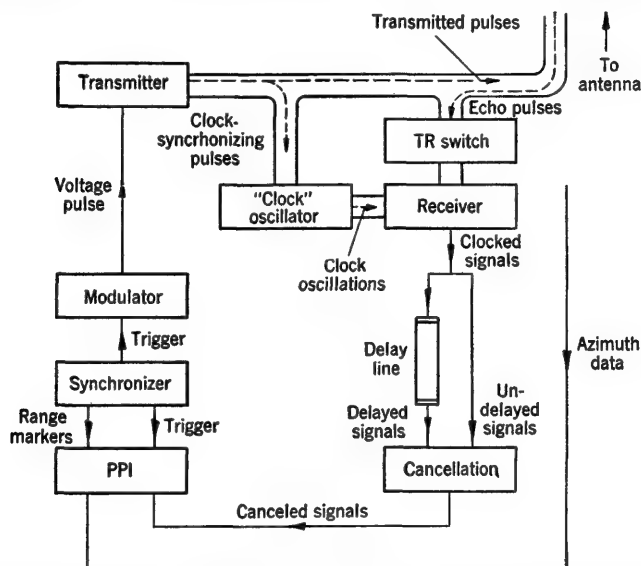 Transmitted pulses
To
antenna
Transmitter
Echo pulses
Clock-
syncrhonizing
pulses
TR switch
Voltage
pulse
"Clock"
oscillator
Receiver
Clocked
signals
Clock
oscillations
Modulator
Trigger
Delay
line
Azimuth
data
Synchronizer
Range
markers
Trigger
Delayed
signals
Un-
delayed
signals
PPI
Cancellation
Canceled signals